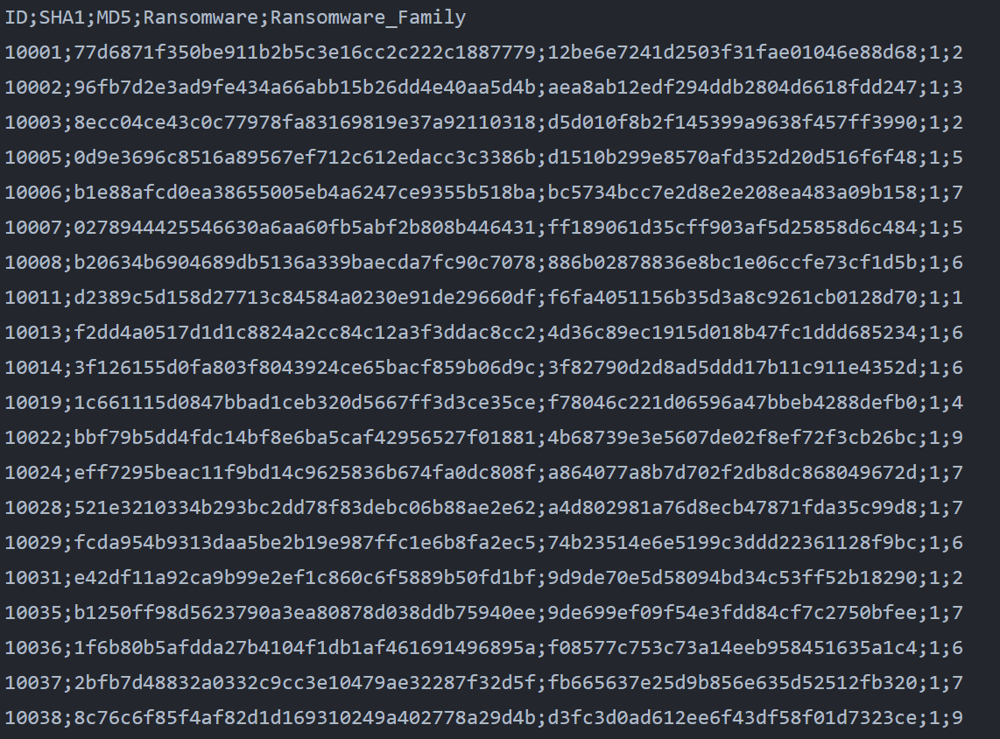 ID;SHA1;MD5;Ransomware;Ransomware_Family
10001;77d6871f350be911b2b5c3e16cc2c222c1887779;12be6e7241d2503f31fae01046e88d68;1;2
10002;96fb7d2e3ad9fe434a66abb15b26dd4e40aa5d4b;aea8ab12edf294ddb2804d6618fdd247;1;3
10003;8ecc04ce43c0c77978fa83169819e37a92110318;d5d010f8b2f145399a9638f457ff3990;1;2
10005;0d9e3696c8516a89567ef712c612edacc3c3386b;d1510b299e8570afd352d20d516f6f48;1;5
10006;b1e88afcd0ea38655005eb4a6247ce9355b518ba;bc5734bcc7e2d8e2e208ea483a09b158;1;7
10007;0278944425546630a6aa60fb5abf2b808b446431;ff189061d35cff903af5d25858d6c484;1;5
10008;b20634b6904689db5136a339baecda7fc90c7078;886b02878836e8bc1e06ccfe73cf1d5b;1;6
10011;d2389c5d158d27713c84584a0230e91de29660df;f6fa4051156b35d3a8c9261cb0128d70;1;1
10013;f2dd4a0517d1d1c8824a2cc84c12a3f3ddac8cc2;4d36c89ec1915d018b47fc1ddd685234;1;6
10014;3f126155d0fa803f8043924ce65bacf859b06d9c;3f82790d2d8ad5ddd17b11c911e4352d;1;6
10019;1c661115d0847bbad1ceb320d5667ff3d3ce35ce;f78046c221d06596a47bbeb4288defb0;1;4
10022;bbf79b5dd4fdc14bf8e6ba5caf42956527f01881;4b68739e3e5607de02f8ef72f3cb26bc;1;9
10024;eff7295beac11f9bd14c9625836b674fa0dc808f;a864077a8b7d702f2db8dc868049672d;1;7
10028;521e3210334b293bc2dd78f83debc06b88ae2e62;a4d802981a76d8ecb47871fda35c99d8;1;7
10029;fcda954b9313daa5be2b19e987ffc1e6b8fa2ec5;74b23514e6e5199c3ddd22361128f9bc;1;6
10031;e42df11a92ca9b99e2ef1c860c6f5889b50fd1bf;9d9de70e5d58094bd34c53ff52b18290;1;2
10035;b1250ff98d5623790a3ea80878d038ddb75940ee;9de699ef09f54e3fdd84cf7c2750bfee;1;7
10036;1f6b80b5afdda27b4104f1db1af461691496895a;f08577c753c73a14eeb958451635a1c4;1;6
10037;2bfb7d48832a0332c9cc3e10479ae32287f32d5f;fb665637e25d9b856e635d52512fb320;1;7
10038;8c76c6f85f4af82d1d169310249a402778a29d4b;d3fc3d0ad612ee6f43df58f01d7323ce;1;9